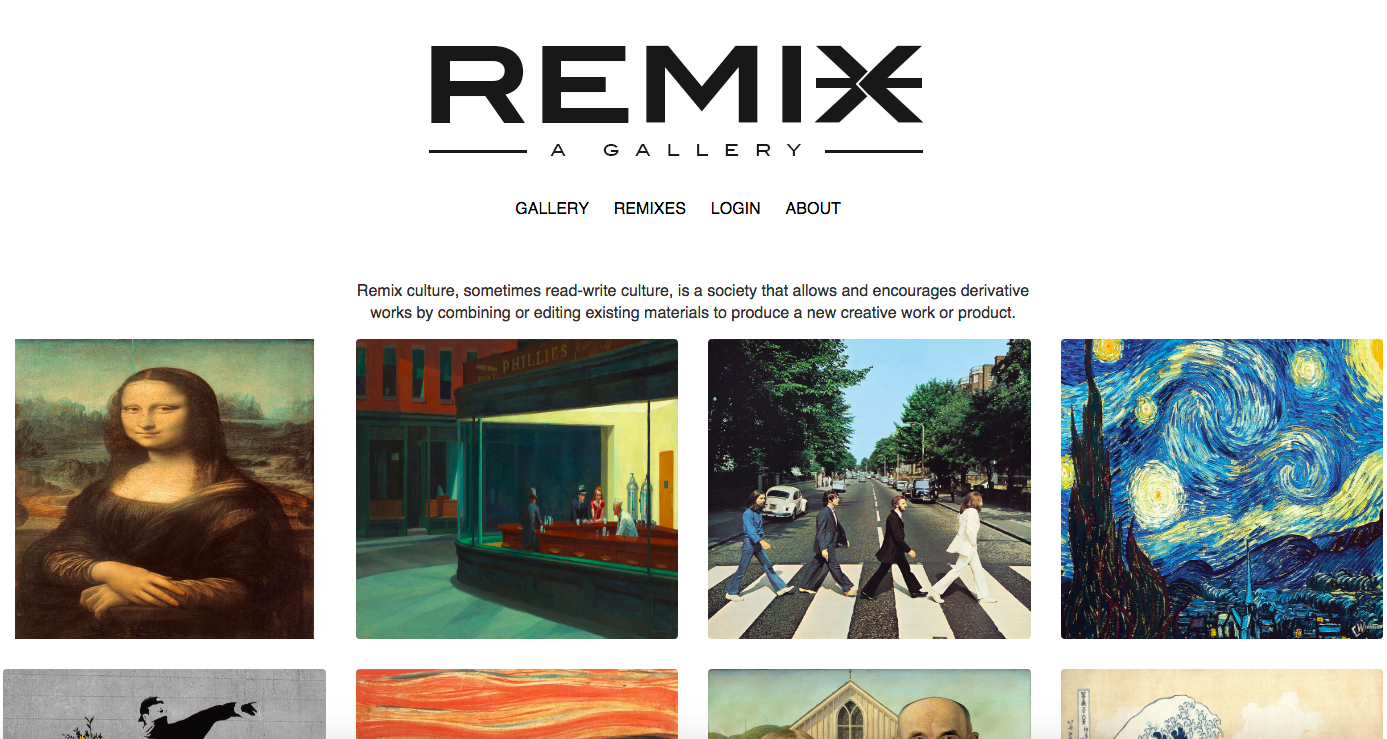 REMIX
A GALLERY
GALLERY REMIXES LOGIN ABOUT
Remix culture, sometimes read-write culture, is a society that allows and encourages derivative
works by combining or editing existing materials to produce a new creative work or product.
PHILLIES